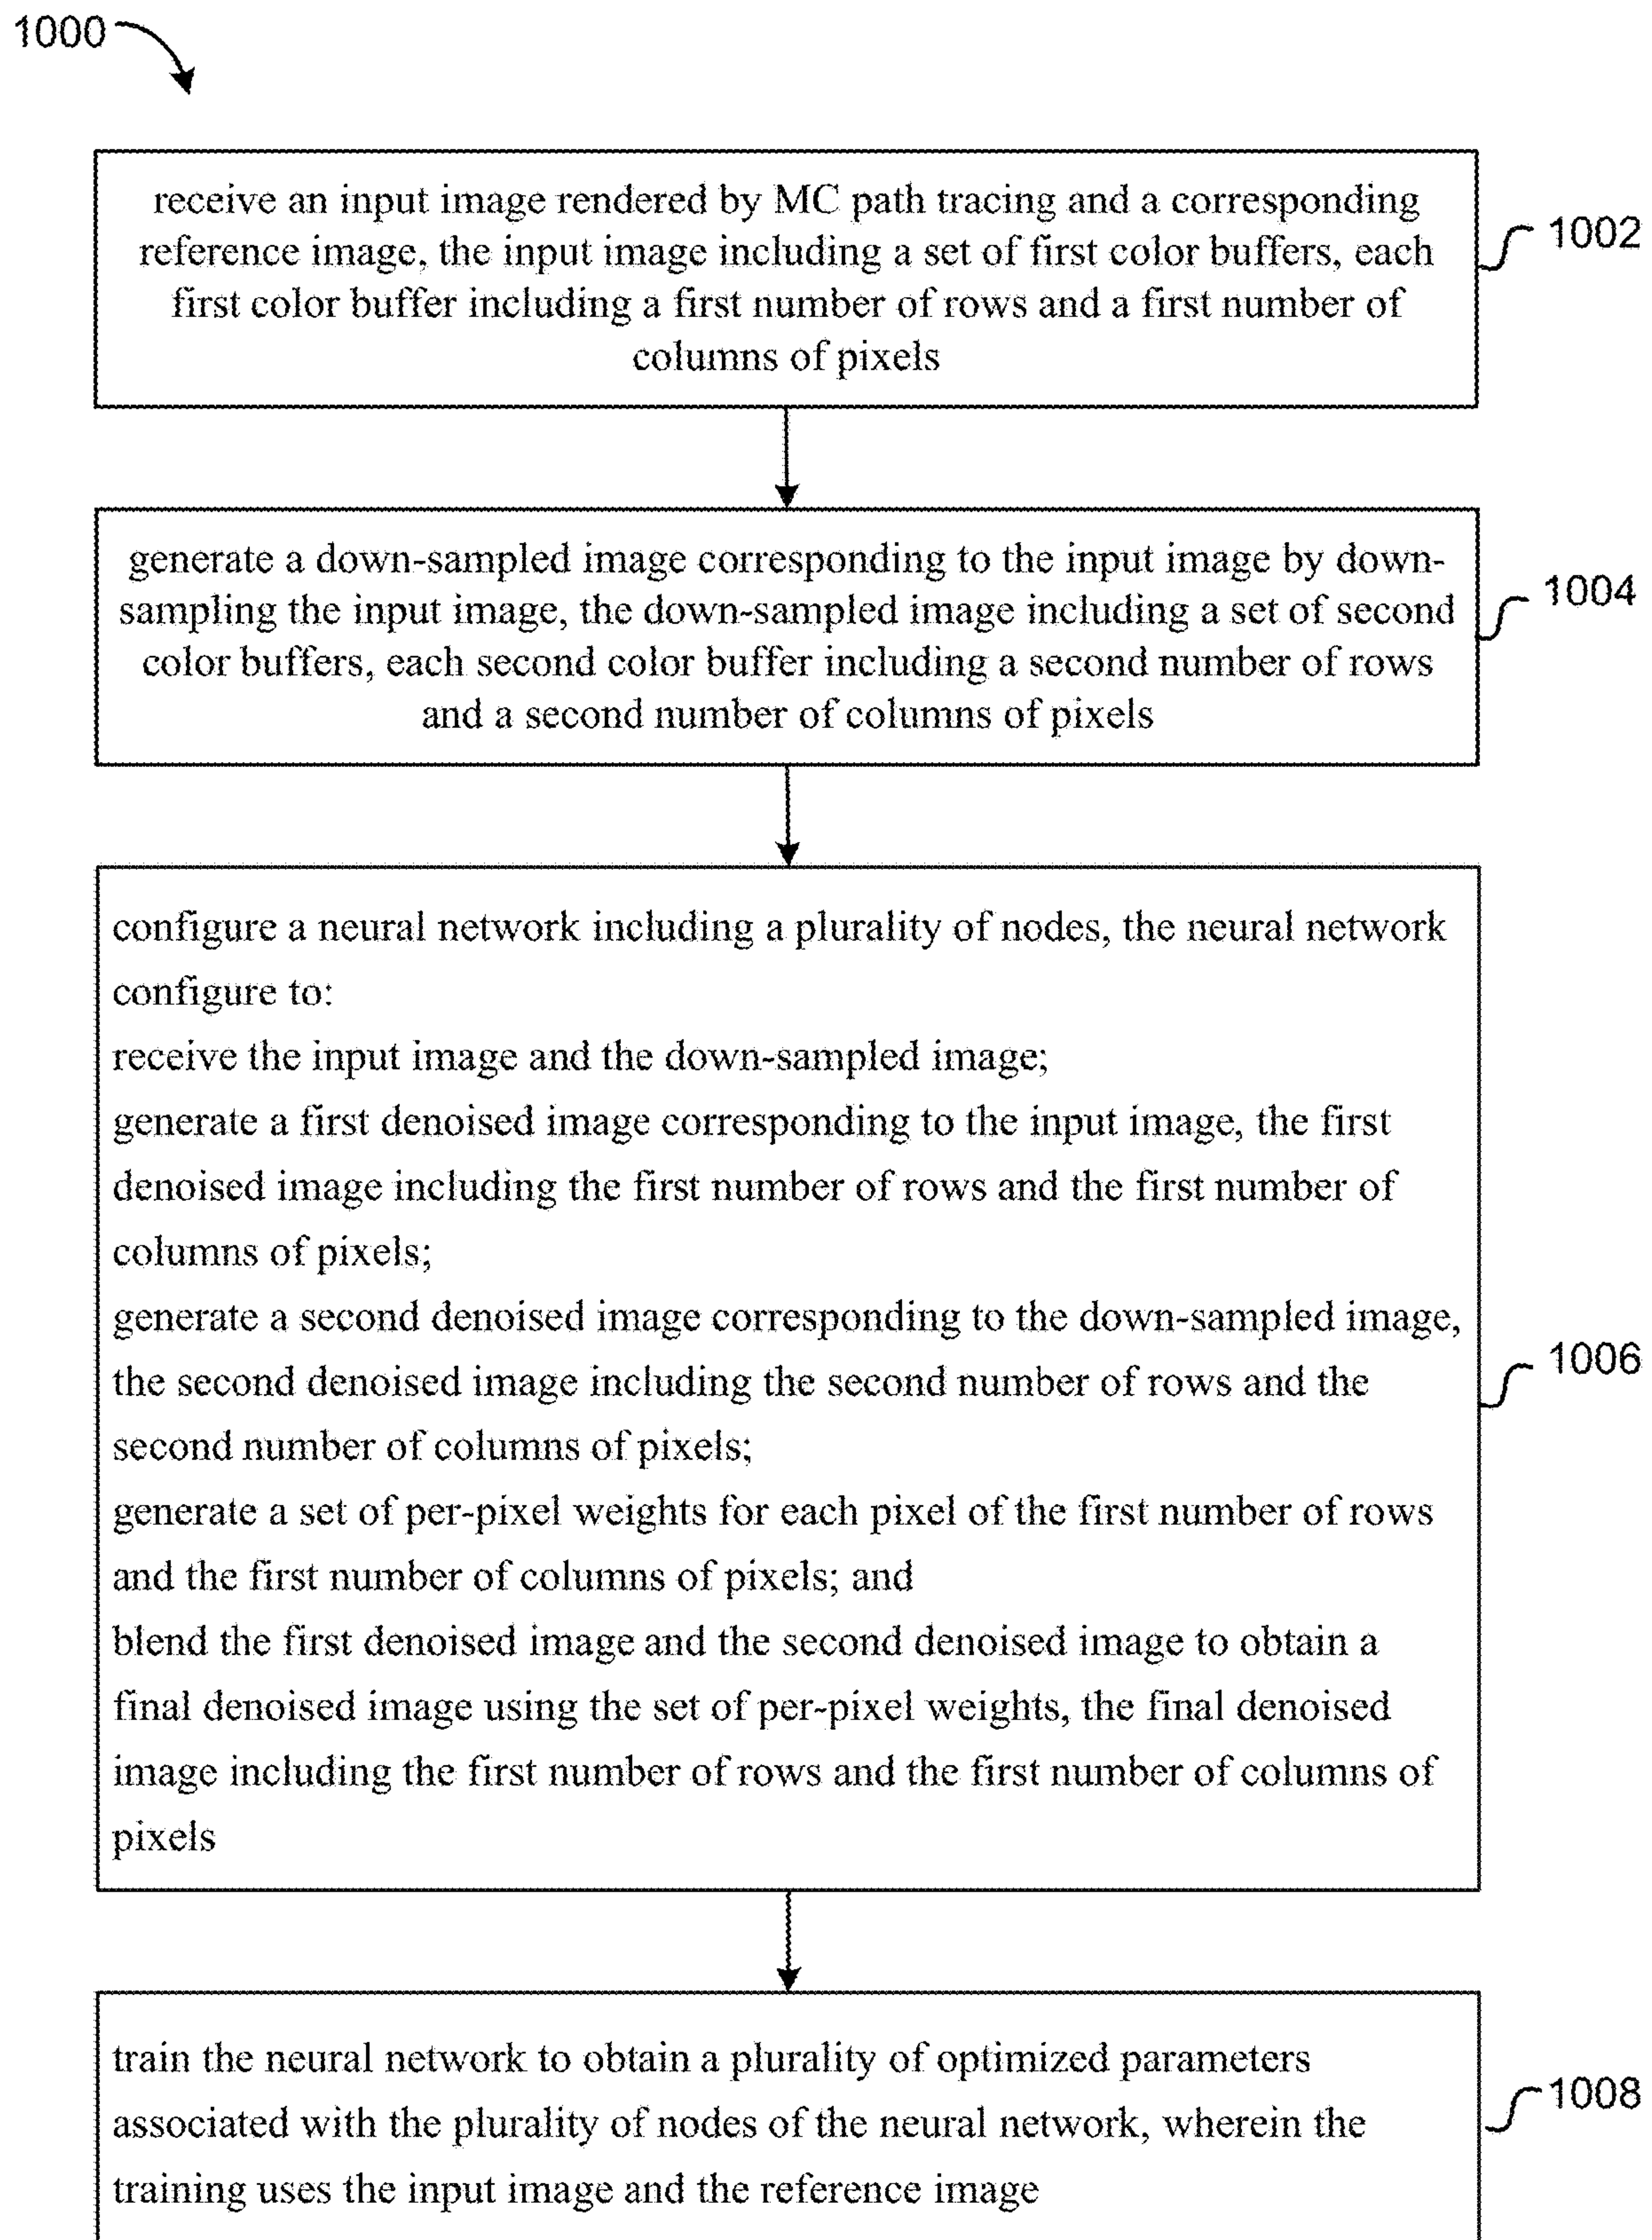 1000
receive an input image rendered by MC path tracing and a corresponding
reference image, the input image including a set of first color buffers, each
first color buffer including a first number of rows and a first number of
columns of pixels
1002
generate a down-sampled image corresponding to the input image by down-
sampling the input image, the down-sampled image including a set of second
color buffers, each second color buffer including a second number of rows
and a second number of columns of pixels
1004
configure a neural network including a plurality of nodes, the neural network
configure to:
receive the input image and the down-sampled image;
generate a first denoised image corresponding to the input image, the first
denoised image including the first number of rows and the first number of
columns of pixels;
generate a second denoised image corresponding to the down-sampled image,
the second denoised image including the second number of rows and the
second number of columns of pixels;
generate a set of per-pixel weights for each pixel of the first number of rows
and the first number of columns of pixels; and
blend the first denoised image and the second denoised image to obtain a
final denoised image using the set of per-pixel weights, the final denoised
image including the first number of rows and the first number of columns of
pixels
1006
train the neural network to obtain a plurality of optimized parameters
associated with the plurality of nodes of the neural network, wherein the
training uses the input image and the reference image
1008